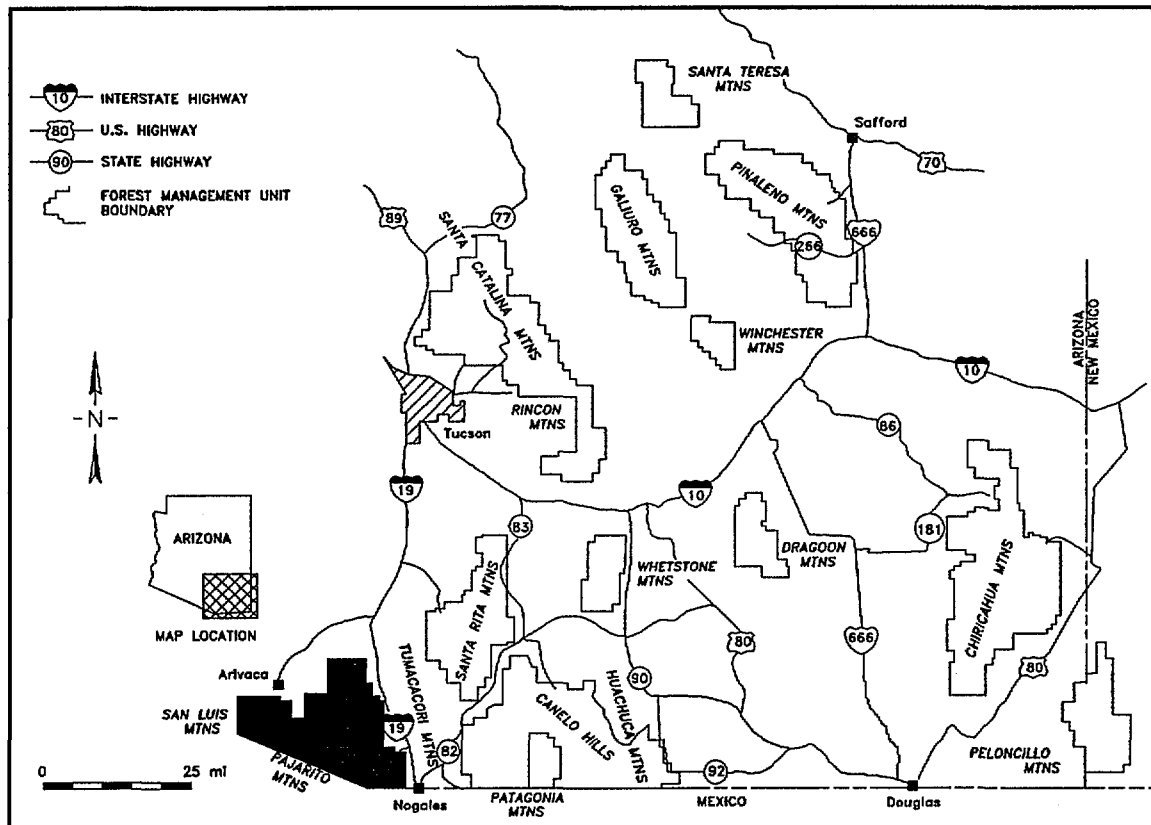 10 INTERSTATE HIGHWAY
80 U.S. HIGHWAY
90 STATE HIGHWAY
FOREST MANAGEMENT UNIT
BOUNDARY
SANTA TERESA
MTNS
Safford
70
PINALENO MTNS
GALIURO MTNS
89
77
SANTA CATALINA MTNS
266
666
WINCHESTER
MTNS
ARIZONA
NEW MEXICO
10
-N-
RINCON
MTNS
Tucson
86
19
10
83
181
ARIZONA
MAP LOCATION
DRAGOON
MTNS
WHETSTONE
MTNS
CHIRICAHUA MTNS
SANTA RITA MTNS
TUMACACORI MTNS
80
666
80
Arivaca
90
HUACHUCA MTNS
CANELO HILLS
SAN LUIS
MTNS
19
PAJARITO
MTNS
82
92
PELONCILLO
MTNS
0 25 mi
Nogales
PATAGONIA
MTNS
MEXICO
Douglas